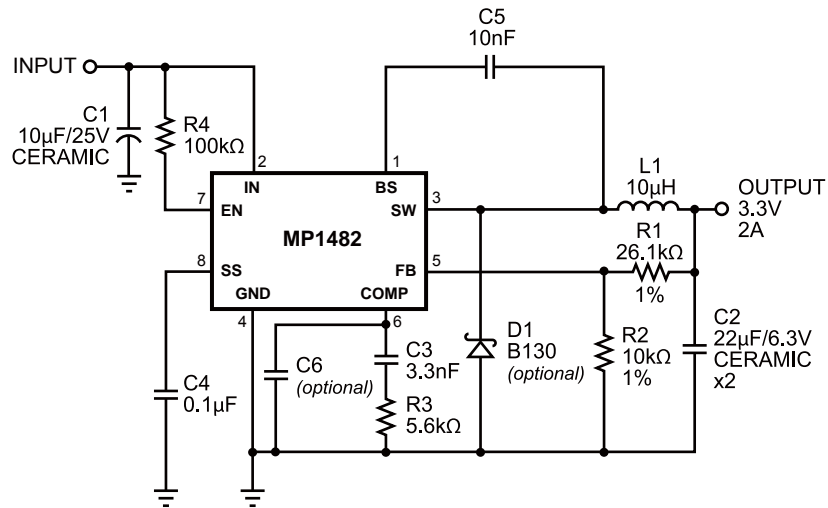 C5
10nF
INPUT
C1
10µF/25V
CERAMIC
R4
100kΩ
2
1
IN
BS
L1
10µH
OUTPUT
3.3V
2A
7
EN
SW
3
MP1482
R1
26.1kΩ
1%
8
SS
FB
5
GND
COMP
4
6
C4
0.1µF
C6
(optional)
C3
3.3nF
R3
5.6kΩ
D1
B130
(optional)
R2
10kΩ
1%
C2
22µF/6.3V
CERAMIC
x2